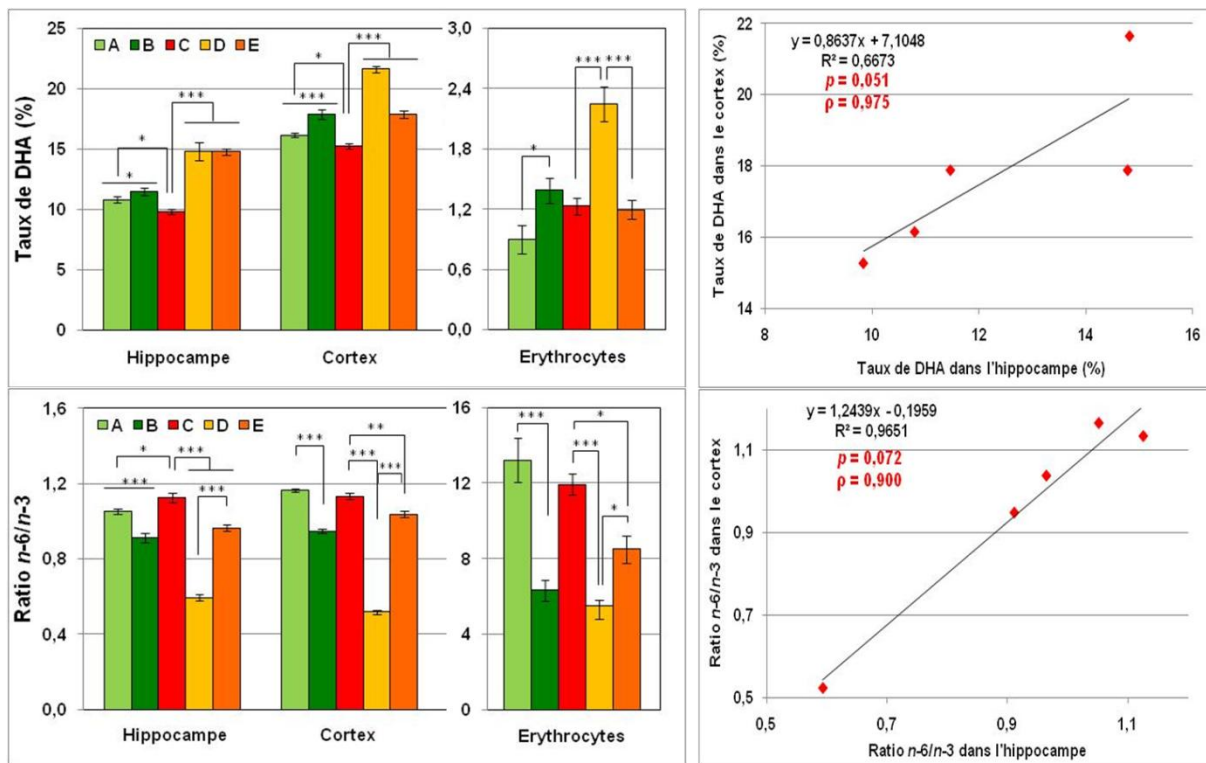 Taux de DHA (%)
25
20
15
10
5
0
A B C D E
* * *** *** * ***
Hippocampe Cortex
3,0
2,4
1,8
1,2
0,6
0,0
* *** ***
Erythrocytes
Taux de DHA dans le cortex (%)
22
20
18
16
14
y = 0,8637x + 7,1048
R² = 0,6673
p = 0,051
ρ = 0,975
8 10 12 14 16
Taux de DHA dans l'hippocampe (%)
Ratio n-6/n-3
1,6
1,2
0,8
0,4
0,0
A B C D E
*** * *** *** *** *** ** ***
Hippocampe Cortex
16
12
8
4
0
*** *** * *
Erythrocytes
Ratio n-6/n-3 dans le cortex
1,1
0,9
0,7
0,5
y = 1,2439x - 0,1959
R² = 0,9651
p = 0,072
ρ = 0,900
0,5 0,7 0,9 1,1
Ratio n-6/n-3 dans l'hippocampe